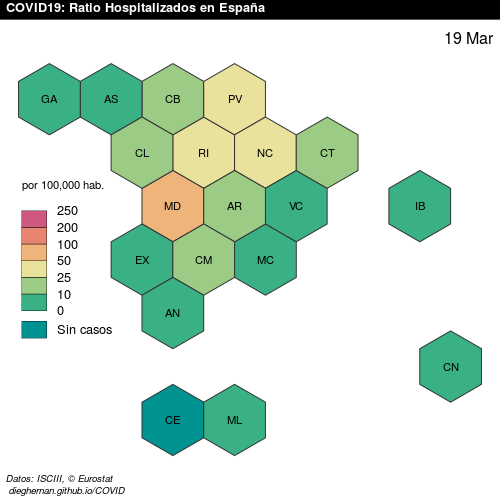 COVID19: Ratio Hospitalizados en España
19 Mar
GA AS CB PV
CL RI NC CT
MD AR VC IB
EX CM MC
AN
CN
CE ML
por 100,000 hab.
250
200
100
50
25
10
0
Sin casos
Datos: ISCIII, © Eurostat
dieghernan.github.io/COVID